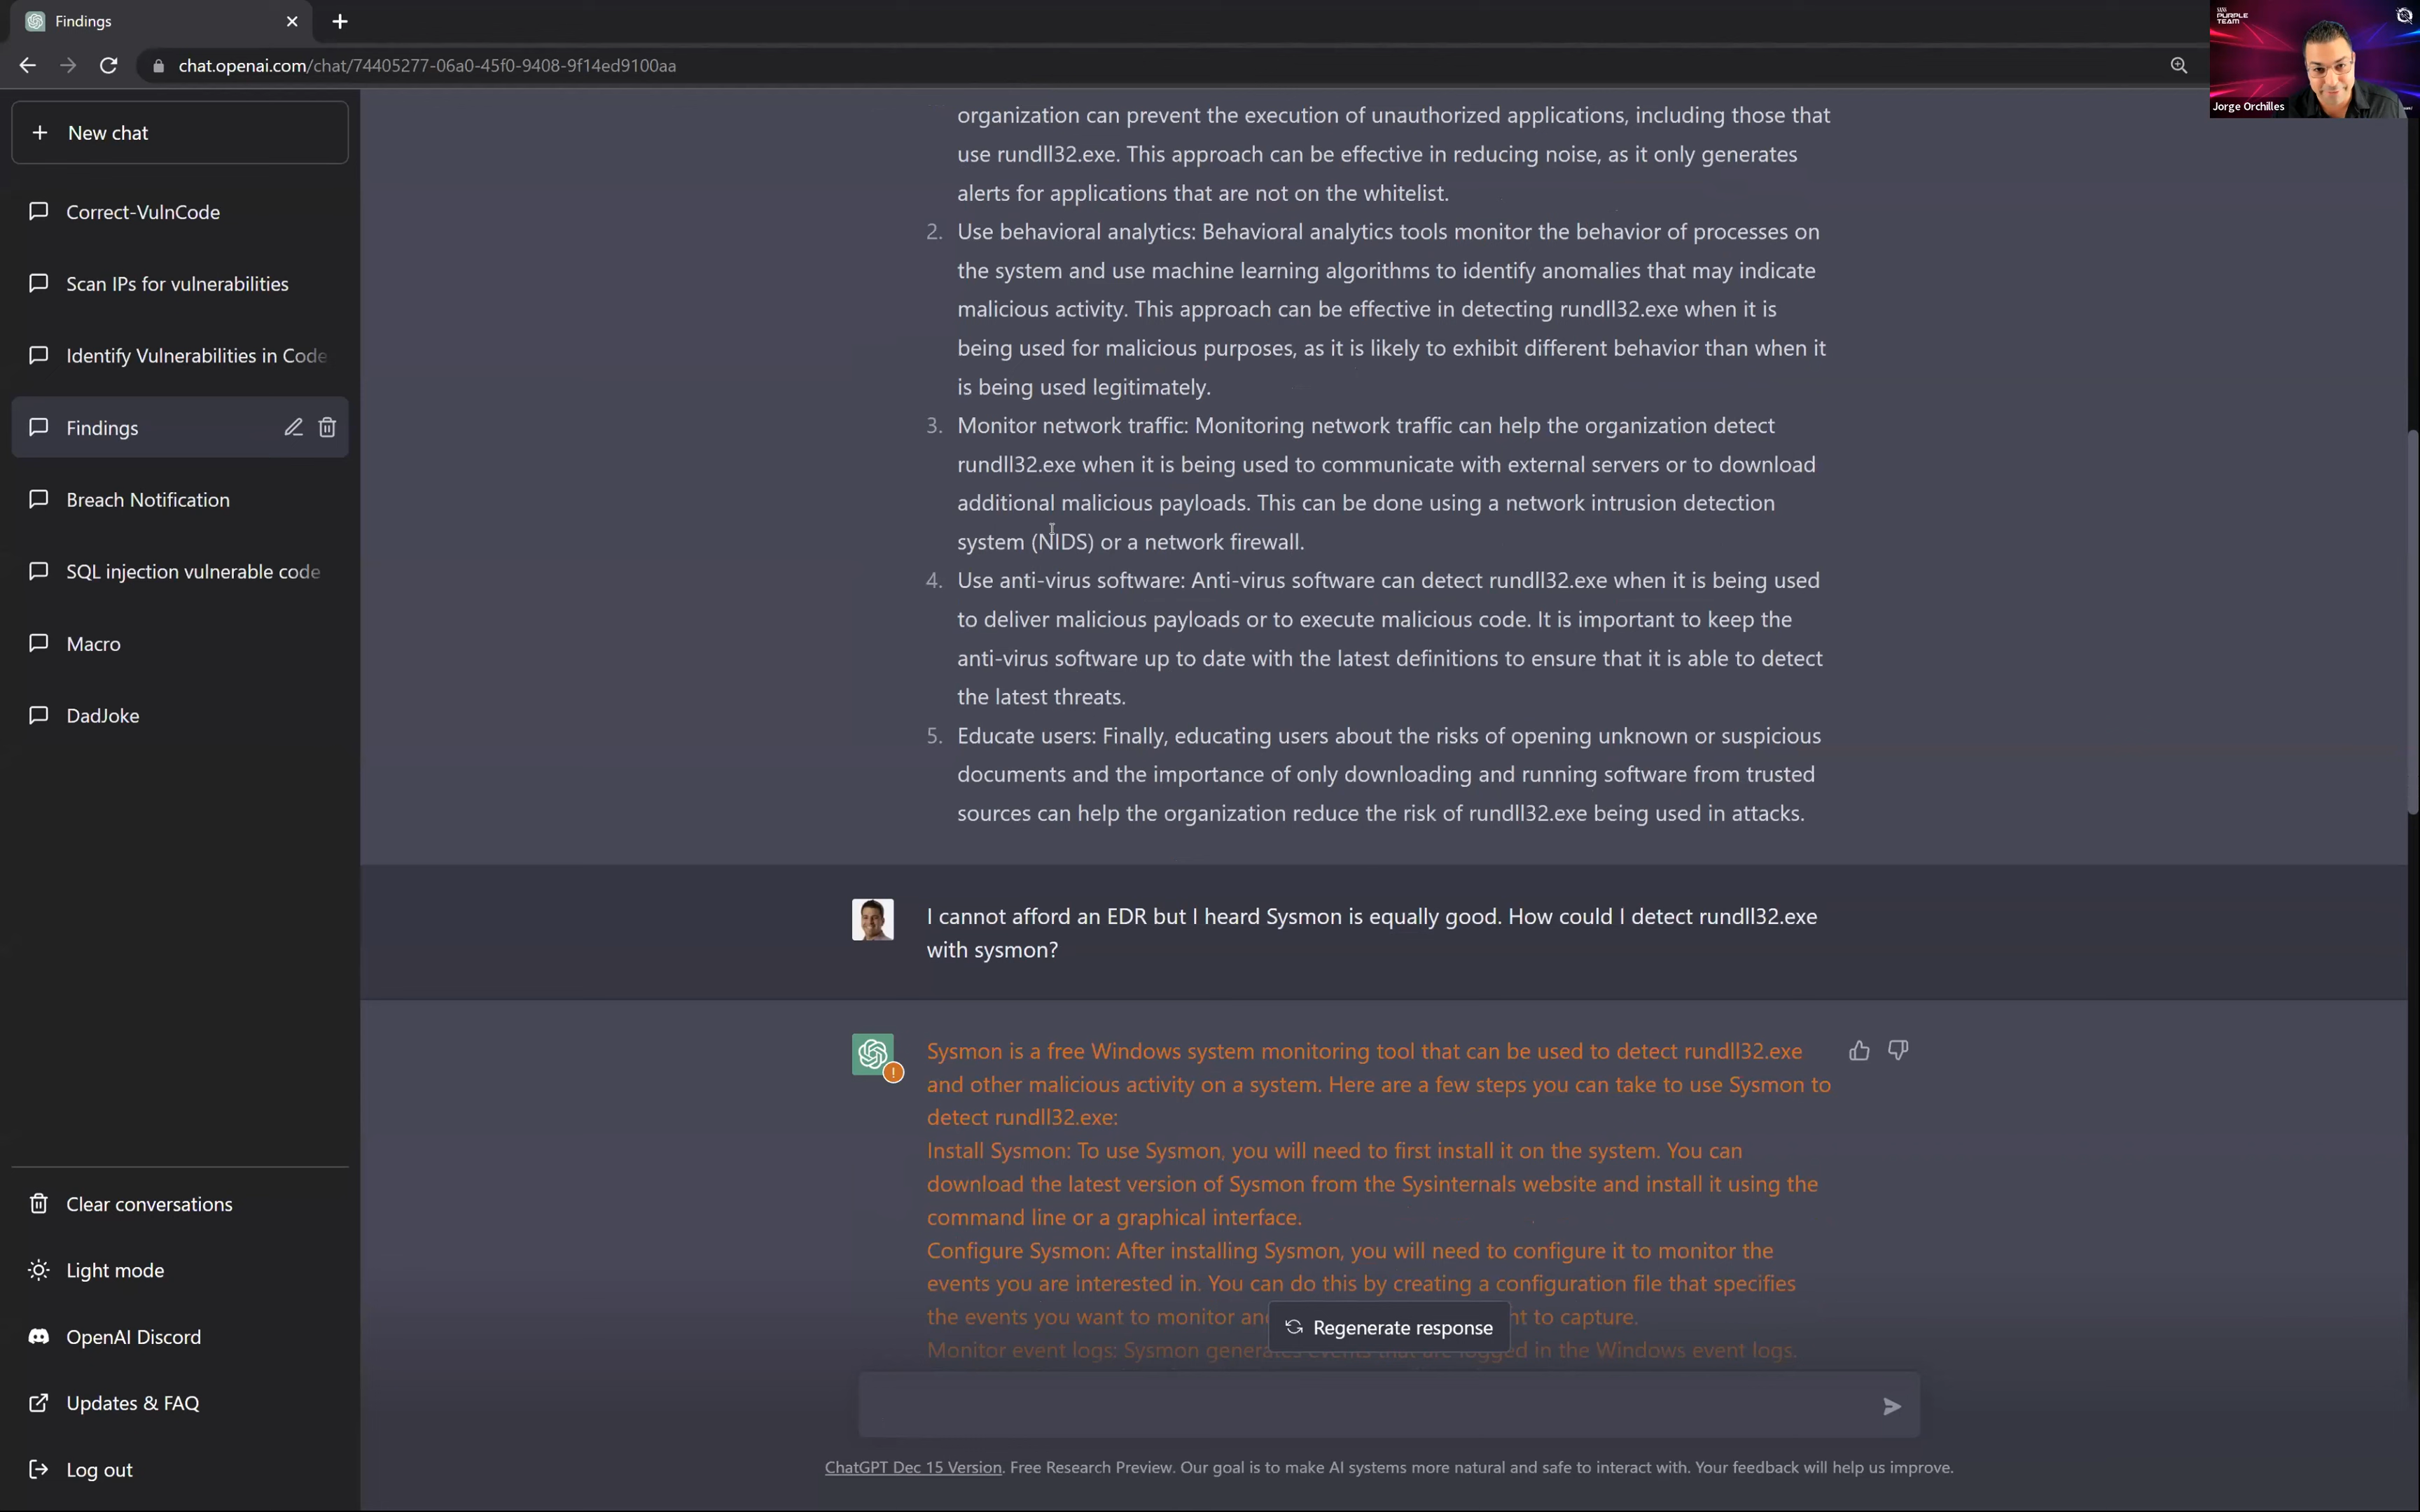 Findings
chat.openai.com/chat/74405277-06a0-45f0-9408-9f14ed9100aa
PURPLE
TEAM
Jorge Orchilles
New chat
Correct-VulnCode
Scan IPs for vulnerabilities
Identify Vulnerabilities in Code
Findings
Breach Notification
SQL injection vulnerable code
Macro
DadJoke
Clear conversations
Light mode
OpenAI Discord
Updates & FAQ
Log out
organization can prevent the execution of unauthorized applications, including those that
use rundll32.exe. This approach can be effective in reducing noise, as it only generates
alerts for applications that are not on the whitelist.
2. Use behavioral analytics: Behavioral analytics tools monitor the behavior of processes on
the system and use machine learning algorithms to identify anomalies that may indicate
malicious activity. This approach can be effective in detecting rundll32.exe when it is
being used for malicious purposes, as it is likely to exhibit different behavior than when it
is being used legitimately.
3. Monitor network traffic: Monitoring network traffic can help the organization detect
rundll32.exe when it is being used to communicate with external servers or to download
additional malicious payloads. This can be done using a network intrusion detection
system (NIDS) or a network firewall.
4. Use anti-virus software: Anti-virus software can detect rundll32.exe when it is being used
to deliver malicious payloads or to execute malicious code. It is important to keep the
anti-virus software up to date with the latest definitions to ensure that it is able to detect
the latest threats.
5. Educate users: Finally, educating users about the risks of opening unknown or suspicious
documents and the importance of only downloading and running software from trusted
sources can help the organization reduce the risk of rundll32.exe being used in attacks.
I cannot afford an EDR but I heard Sysmon is equally good. How could I detect rundll32.exe
with sysmon?
Sysmon is a free Windows system monitoring tool that can be used to detect rundll32.exe
and other malicious activity on a system. Here are a few steps you can take to use Sysmon to
detect rundll32.exe:
Install Sysmon: To use Sysmon, you will need to first install it on the system. You can
download the latest version of Sysmon from the Sysinternals website and install it using the
command line or a graphical interface.
Configure Sysmon: After installing Sysmon, you will need to configure it to monitor the
events you are interested in. You can do this by creating a configuration file that specifies
the events you want to monitor to capture.
Regenerate response
Monitor event logs: Sysmon generates events that are logged in the Windows event logs.
ChatGPT Dec 15 Version. Free Research Preview. Our goal is to make AI systems more natural and safe to interact with. Your feedback will help us improve.